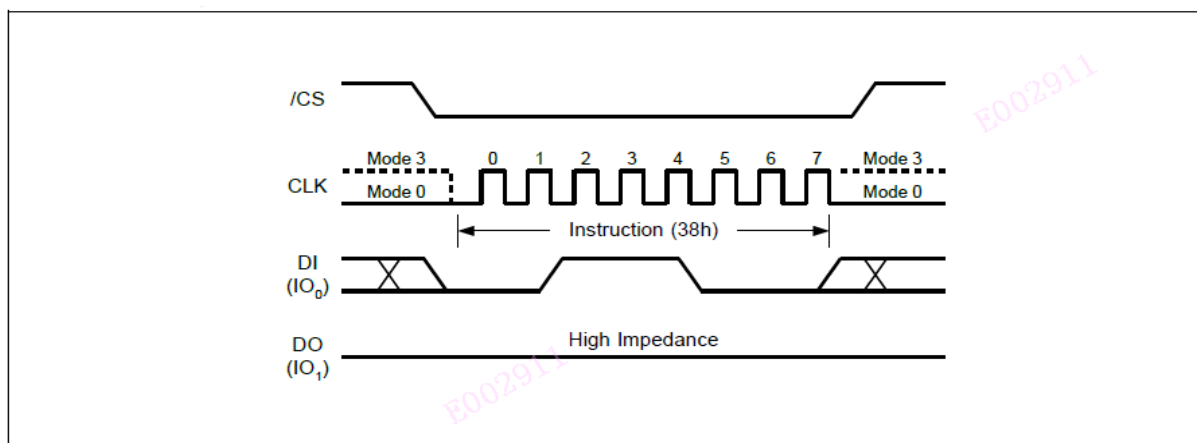 E002911
/CS
Mode 3 0 1 2 3 4 5 6 7 Mode 3
CLK
Mode 0 Mode 0
Instruction (38h)
DI
(IO0)
High Impedance
DO
(IO1)
E002911